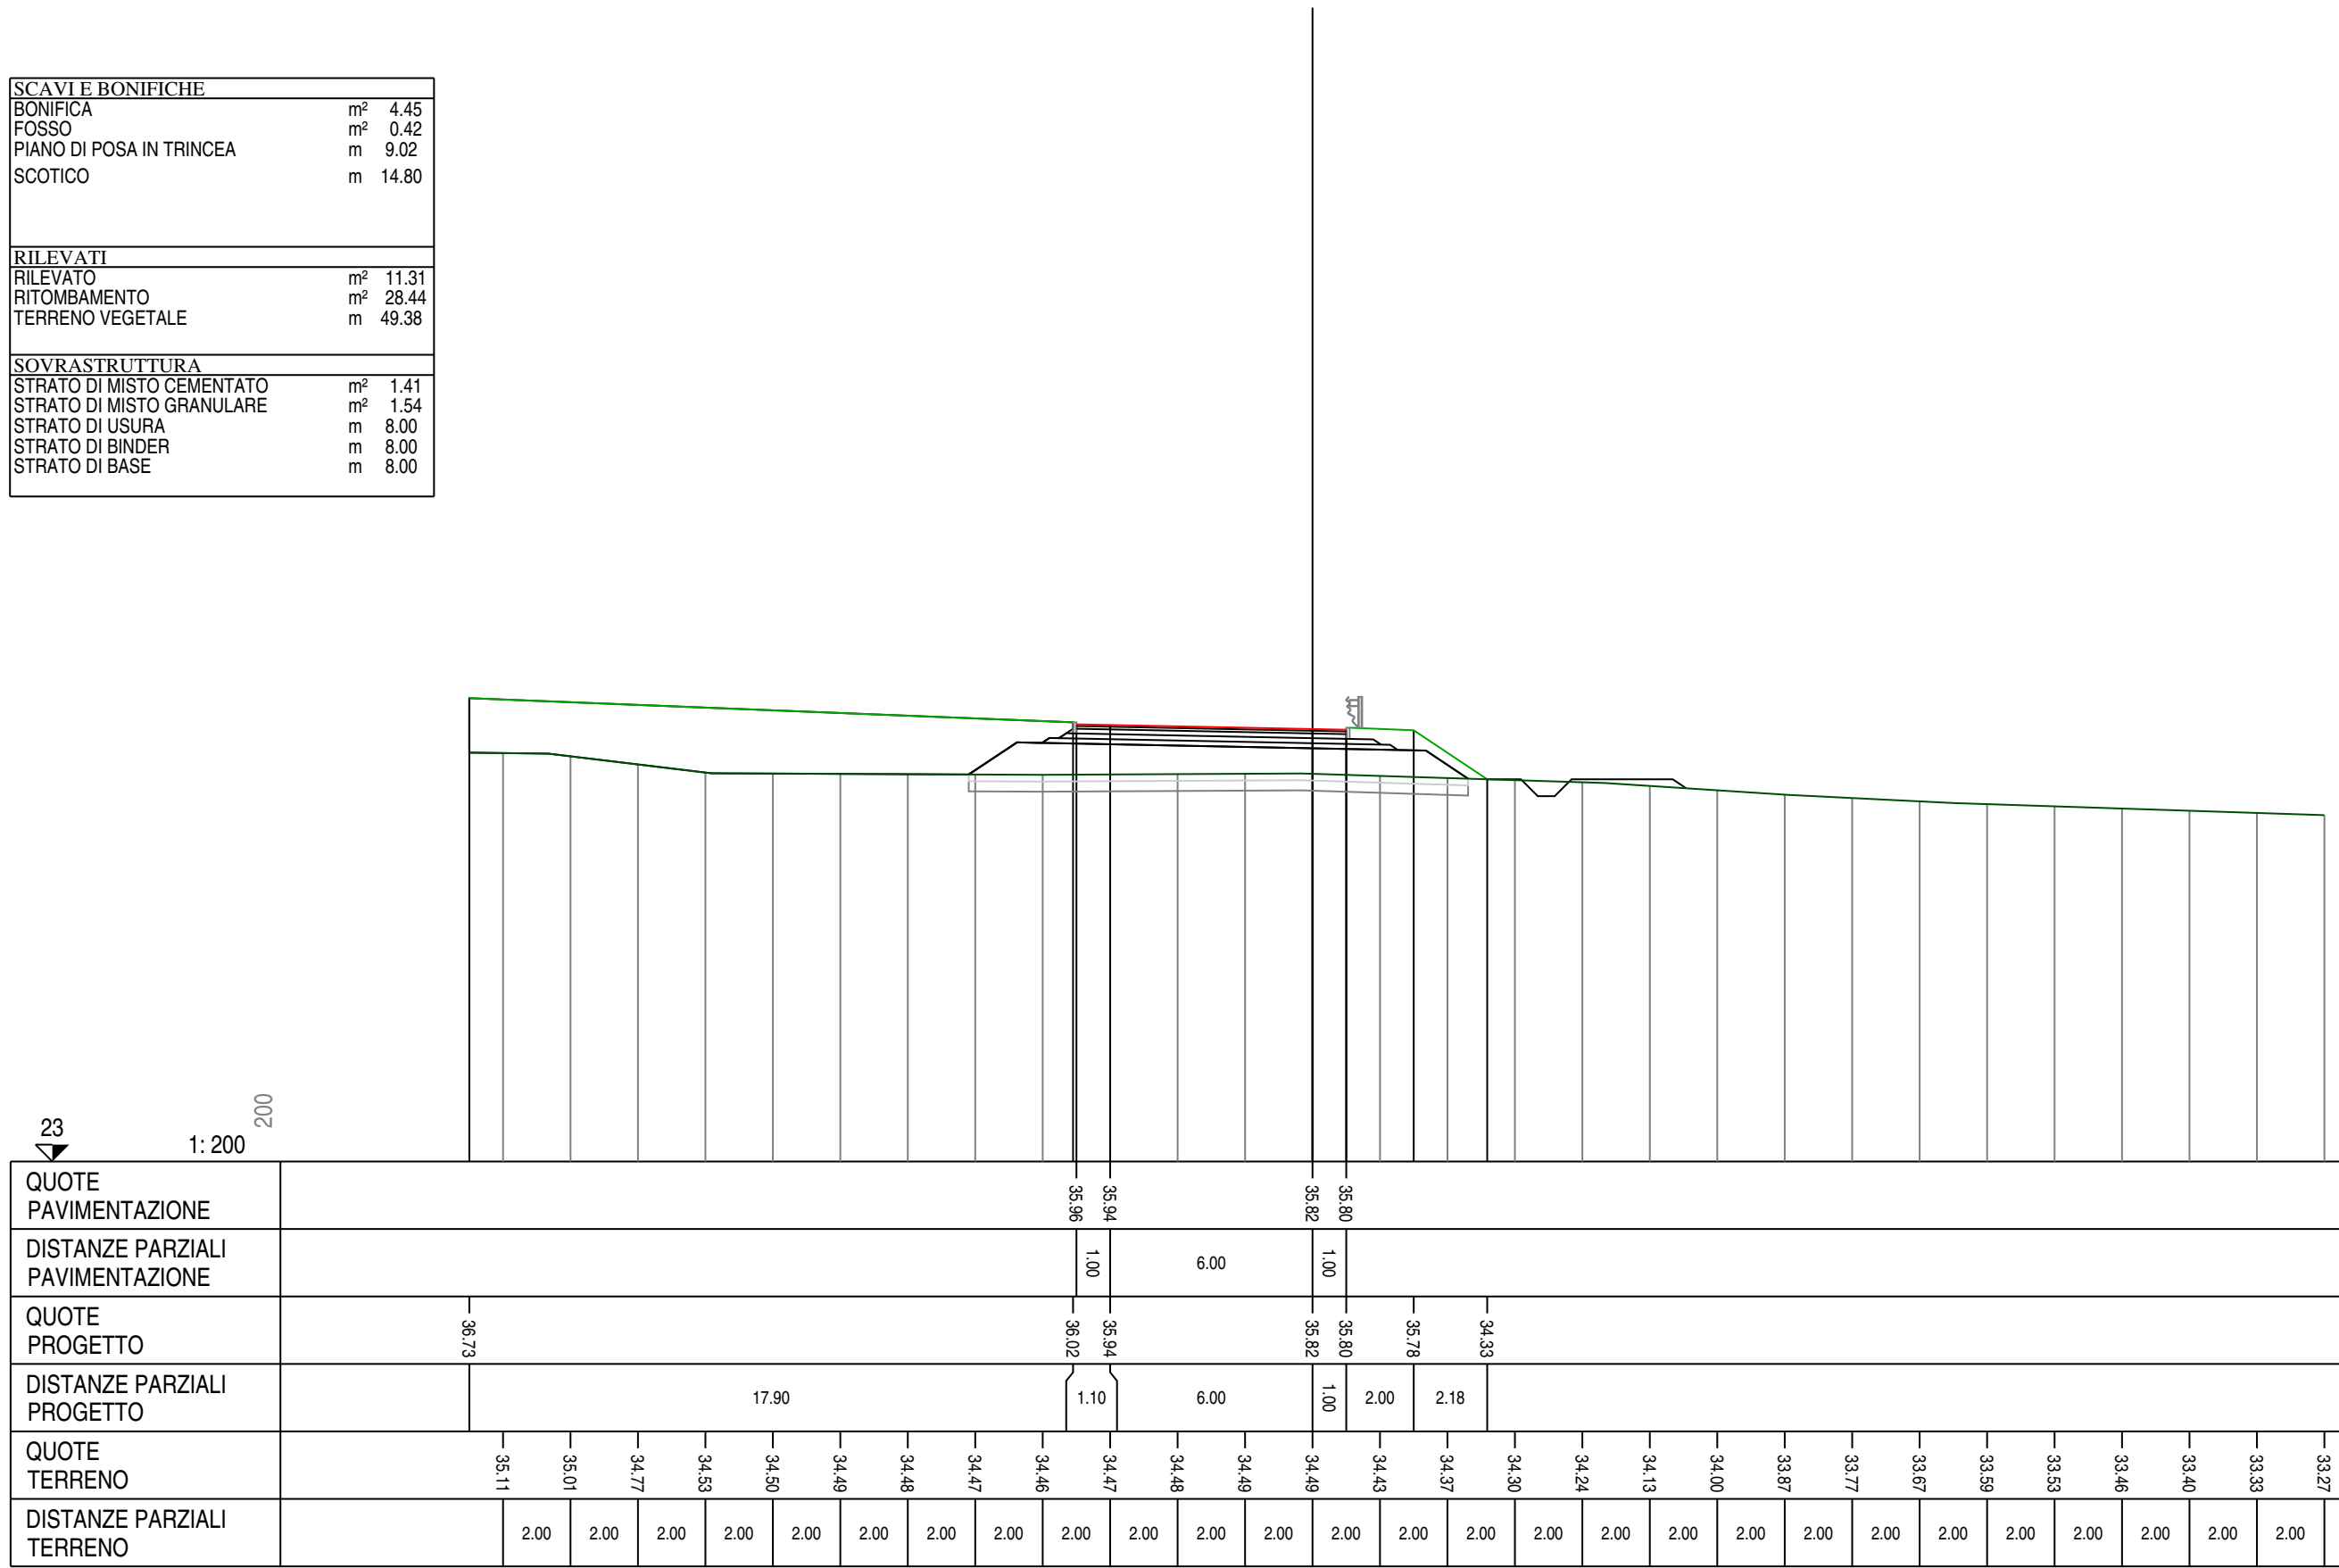 SCAVI E BONIFICHE
BONIFICA m² 4.45
FOSSO m² 0.42
PIANO DI POSA IN TRINCEA m 9.02
SCOTICO m 14.80
RILEVATI
RILEVATO m² 11.31
RITOMBAMENTO m² 28.44
TERRENO VEGETALE m 49.38
SOVRASTRUTTURA
STRATO DI MISTO CEMENTATO m² 1.41
STRATO DI MISTO GRANULARE m² 1.54
STRATO DI USURA m 8.00
STRATO DI BINDER m 8.00
STRATO DI BASE m 8.00
200
23
1: 200
QUOTE
PAVIMENTAZIONE
35.96 35.94 35.82 35.80
DISTANZE PARZIALI
PAVIMENTAZIONE
1.00 6.00 1.00
QUOTE
PROGETTO
36.73 36.02 35.94 35.82 35.80 35.78 34.33
DISTANZE PARZIALI
PROGETTO
17.90 1.10 6.00 1.00 2.00 2.18
QUOTE
TERRENO
35.11 35.01 34.77 34.53 34.50 34.49 34.48 34.47 34.46 34.47 34.48 34.49 34.49 34.43 34.37 34.30 34.24 34.13 34.00 33.87 33.77 33.67 33.59 33.53 33.46 33.40 33.33 33.27
DISTANZE PARZIALI
TERRENO
2.00 2.00 2.00 2.00 2.00 2.00 2.00 2.00 2.00 2.00 2.00 2.00 2.00 2.00 2.00 2.00 2.00 2.00 2.00 2.00 2.00 2.00 2.00 2.00 2.00 2.00 2.00